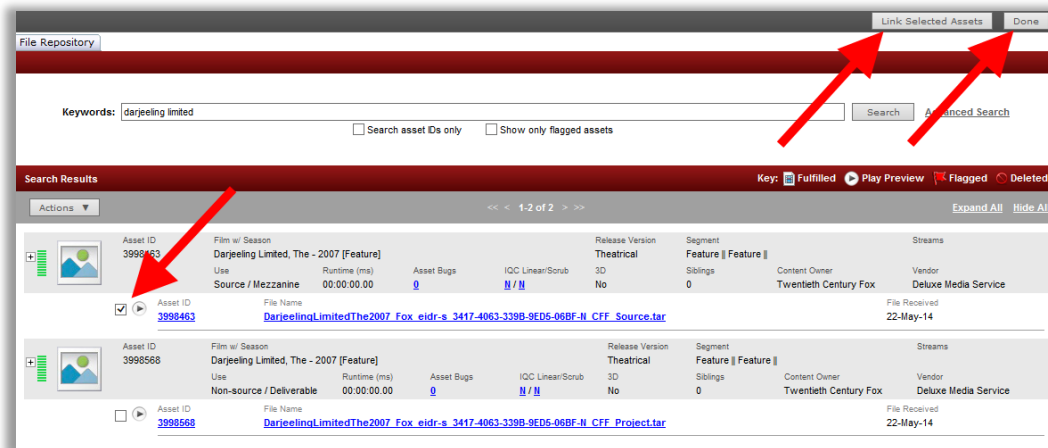 Link Selected Assets Done
File Repository
Keywords: darjeeling limited Search Advanced Search
Search asset IDs only Show only flagged assets
Search Results Key: Fulfilled Play Preview Flagged Deleted
Actions ▼ << < 1-2 of 2 > >> Expand All Hide All
Asset ID Film w/ Season Release Version Segment Streams
3998463 Darjeeling Limited, The - 2007 [Feature] Theatrical Feature || Feature ||
Use Runtime (ms) Asset Bugs IQC Linear/Scrub 3D Siblings Content Owner Vendor
Source / Mezzanine 00:00:00.00 0 N / N No 0 Twentieth Century Fox Deluxe Media Service
Asset ID File Name File Received
3998463 DarjeelingLimitedThe2007_Fox_eidr-s_3417-4063-339B-9ED5-06BF-N_CFF_Source.tar 22-May-14
Asset ID Film w/ Season Release Version Segment Streams
3998568 Darjeeling Limited, The - 2007 [Feature] Theatrical Feature || Feature ||
Use Runtime (ms) Asset Bugs IQC Linear/Scrub 3D Siblings Content Owner Vendor
Non-source / Deliverable 00:00:00.00 0 N / N No 0 Twentieth Century Fox Deluxe Media Service
Asset ID File Name File Received
3998568 DarjeelingLimitedThe2007_Fox_eidr-s_3417-4063-339B-9ED5-06BF-N_CFF_Project.tar 22-May-14